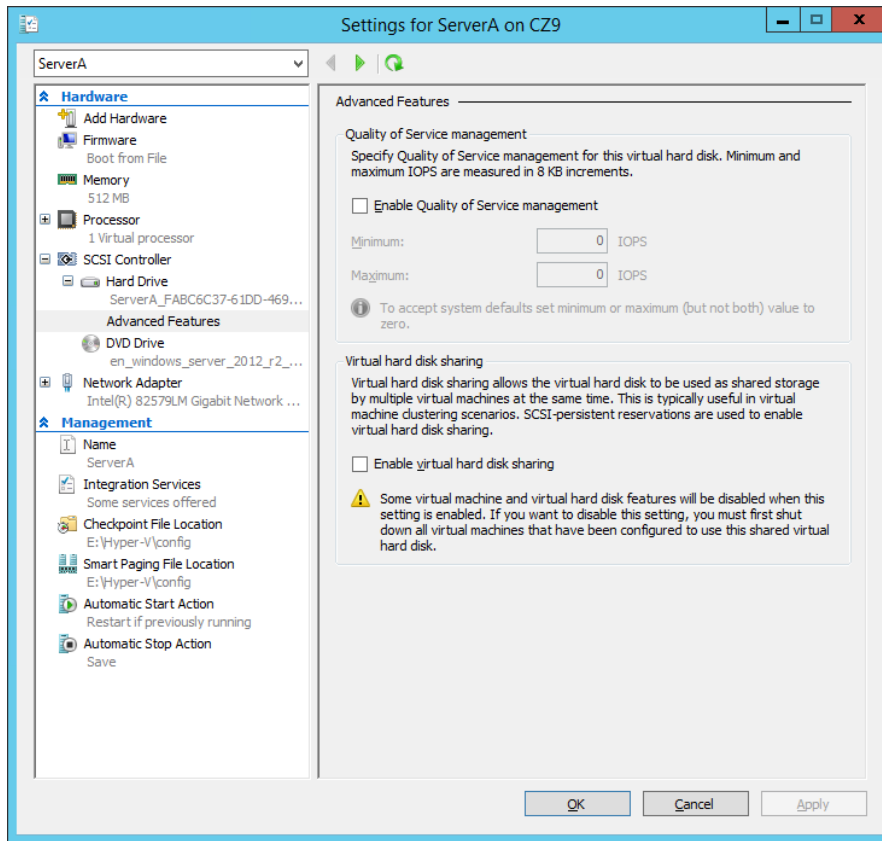 Settings for ServerA on CZ9
ServerA
Hardware
Add Hardware
Firmware
Boot from File
Memory
512 MB
Processor
1 Virtual processor
SCSI Controller
Hard Drive
ServerA_FABC6C37-61DD-469...
Advanced Features
DVD Drive
en_windows_server_2012_r2_...
Network Adapter
Intel(R) 82579LM Gigabit Network ...
Management
Name
ServerA
Integration Services
Some services offered
Checkpoint File Location
E:\Hyper-V\config
Smart Paging File Location
E:\Hyper-V\config
Automatic Start Action
Restart if previously running
Automatic Stop Action
Save
Advanced Features
Quality of Service management
Specify Quality of Service management for this virtual hard disk. Minimum and
maximum IOPS are measured in 8 KB increments.
Enable Quality of Service management
Minimum: 0 IOPS
Maximum: 0 IOPS
To accept system defaults set minimum or maximum (but not both) value to
zero.
Virtual hard disk sharing
Virtual hard disk sharing allows the virtual hard disk to be used as shared storage
by multiple virtual machines at the same time. This is typically useful in virtual
machine clustering scenarios. SCSI-persistent reservations are used to enable
virtual hard disk sharing.
Enable virtual hard disk sharing
Some virtual machine and virtual hard disk features will be disabled when this
setting is enabled. If you want to disable this setting, you must first shut
down all virtual machines that have been configured to use this shared virtual
hard disk.
OK Cancel Apply